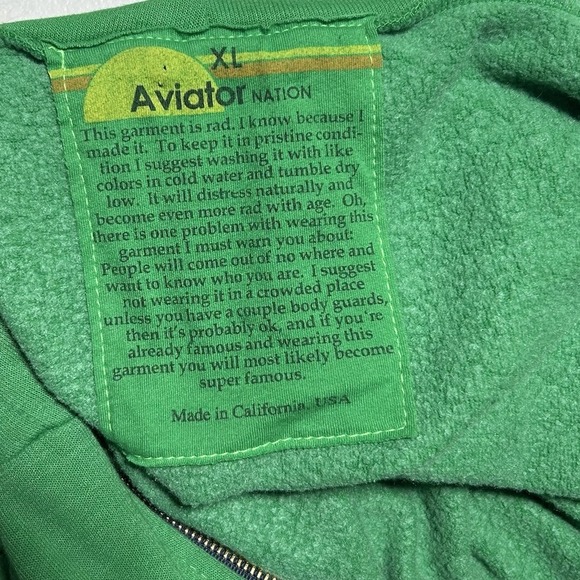 XL
Aviator NATION
This garment is rad. I know because I
made it. To keep it in pristine condi-
tion I suggest washing it with like
colors in cold water and tumble dry
low. It will distress naturally and
become even more rad with age. Oh,
there is one problem with wearing this
garment I must warn you about:
People will come out of no where and
want to know who you are. I suggest
not wearing it in a crowded place
unless you have a couple body guards,
then it's probably ok, and if you're
already famous and wearing this
garment you will most likely become
super famous.
Made in California, USA